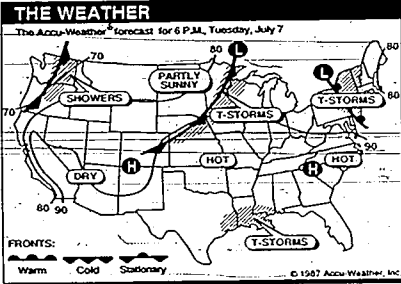 THE WEATHER
The Accu-Weather® forecast for 6 P.M., Tuesday, July 7
70
80
L
80
PARTLY
SUNNY
L
SHOWERS
T-STORMS
60
70
T-STORMS
90
H
HOT
H
HOT
DRY
80 90
T-STORMS
FRONTS:
Warm Cold Stationary
© 1987 Accu-Weather, Inc.